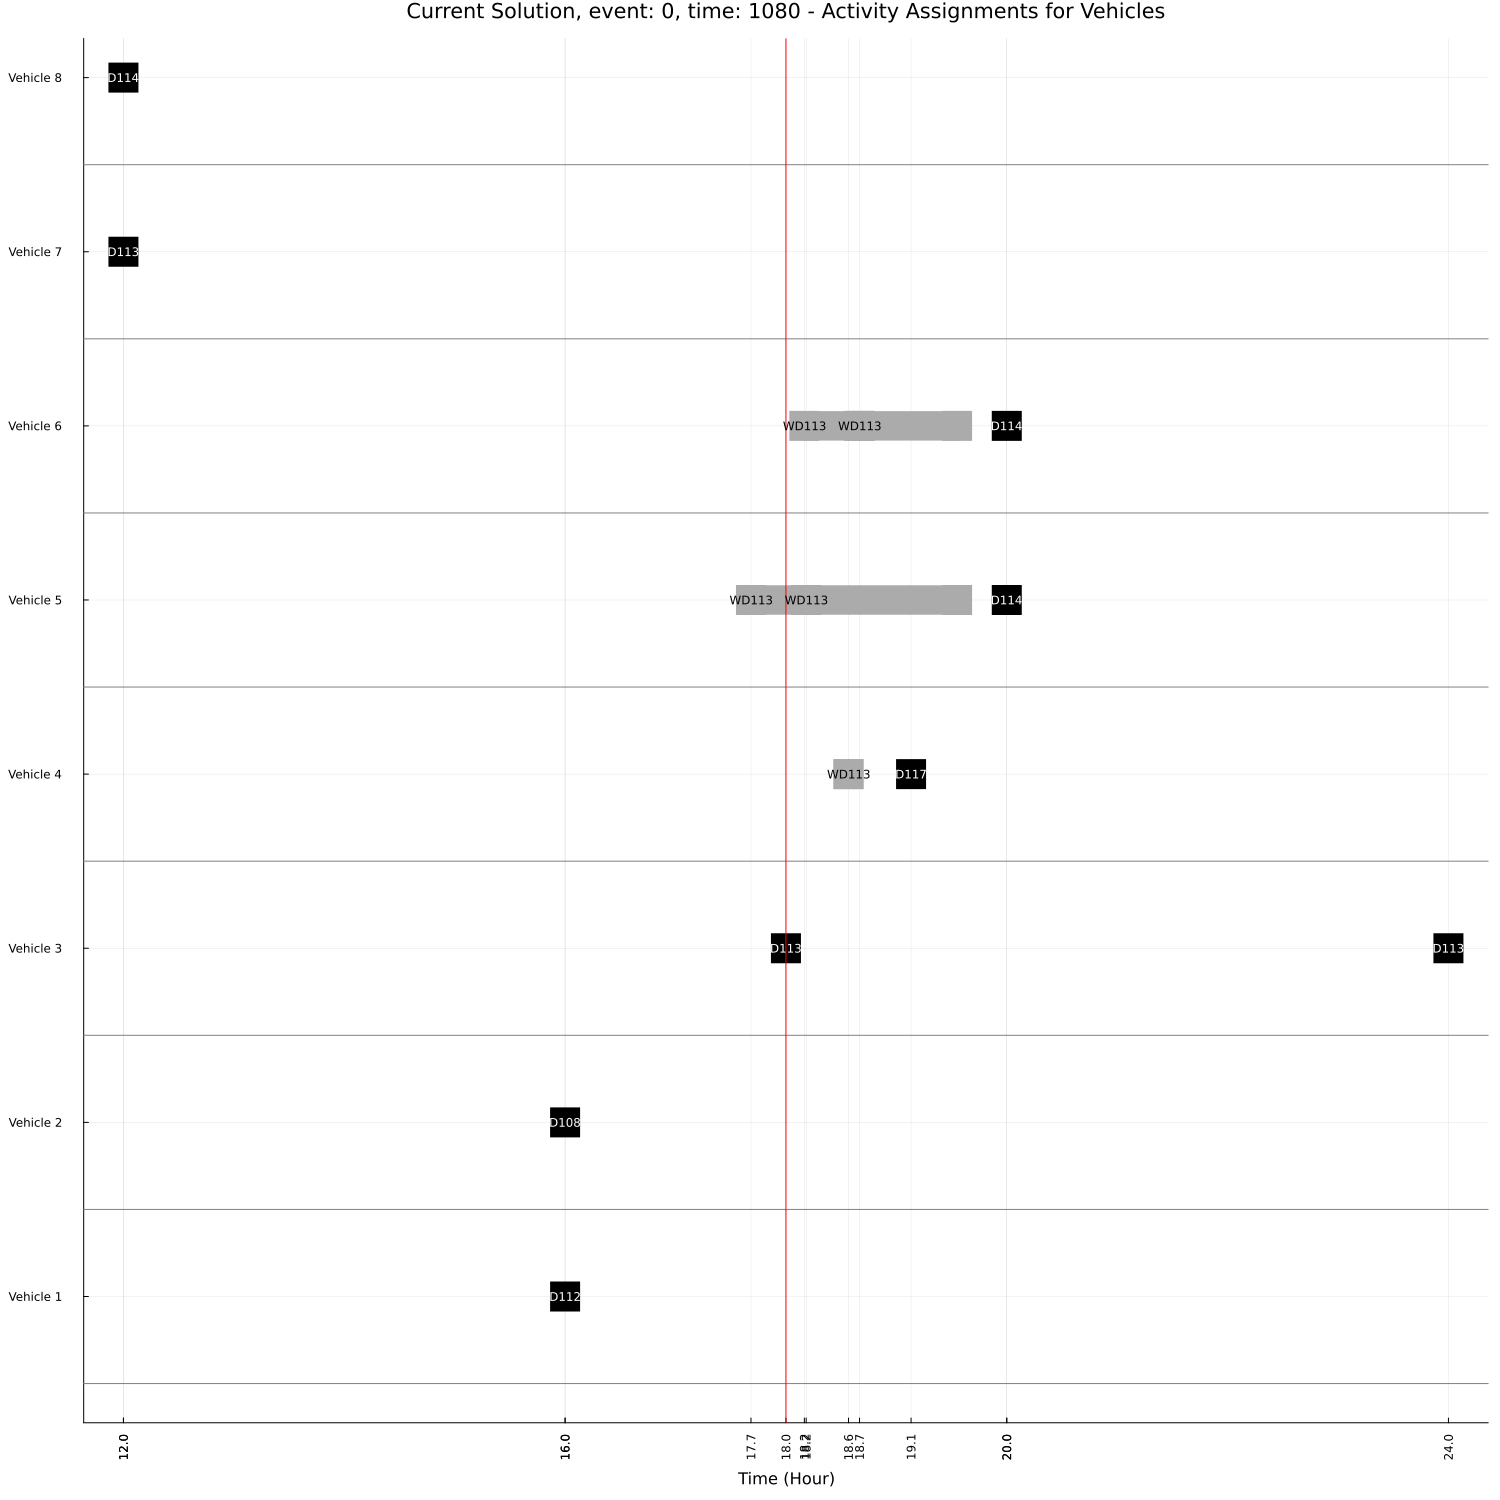 Current Solution, event: 0, time: 1080 - Activity Assignments for Vehicles
Vehicle 8 D114
Vehicle 7 D113
Vehicle 6 WD113 WD113 D114
Vehicle 5 WD113 WD113 D114
Vehicle 4 WD113 D117
Vehicle 3 D113 D113
Vehicle 2 D108
Vehicle 1 D112
12.0 16.0 17.7 18.0 18.2 18.6 18.7 19.1 20.0 24.0
Time (Hour)